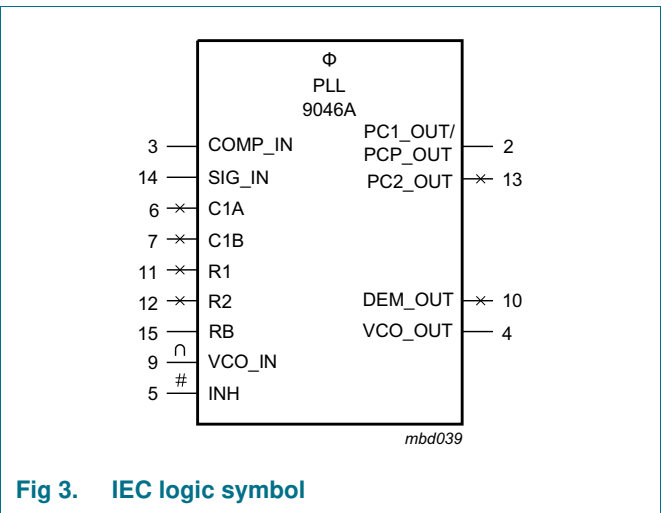 Φ
PLL
9046A
3 COMP_IN
PC1_OUT/
PCP_OUT 2
14 SIG_IN
PC2_OUT 13
6 C1A
7 C1B
11 R1
12 R2
DEM_OUT 10
15 RB
VCO_OUT 4
9 ∩ VCO_IN
5 # INH
mbd039
Fig 3. IEC logic symbol